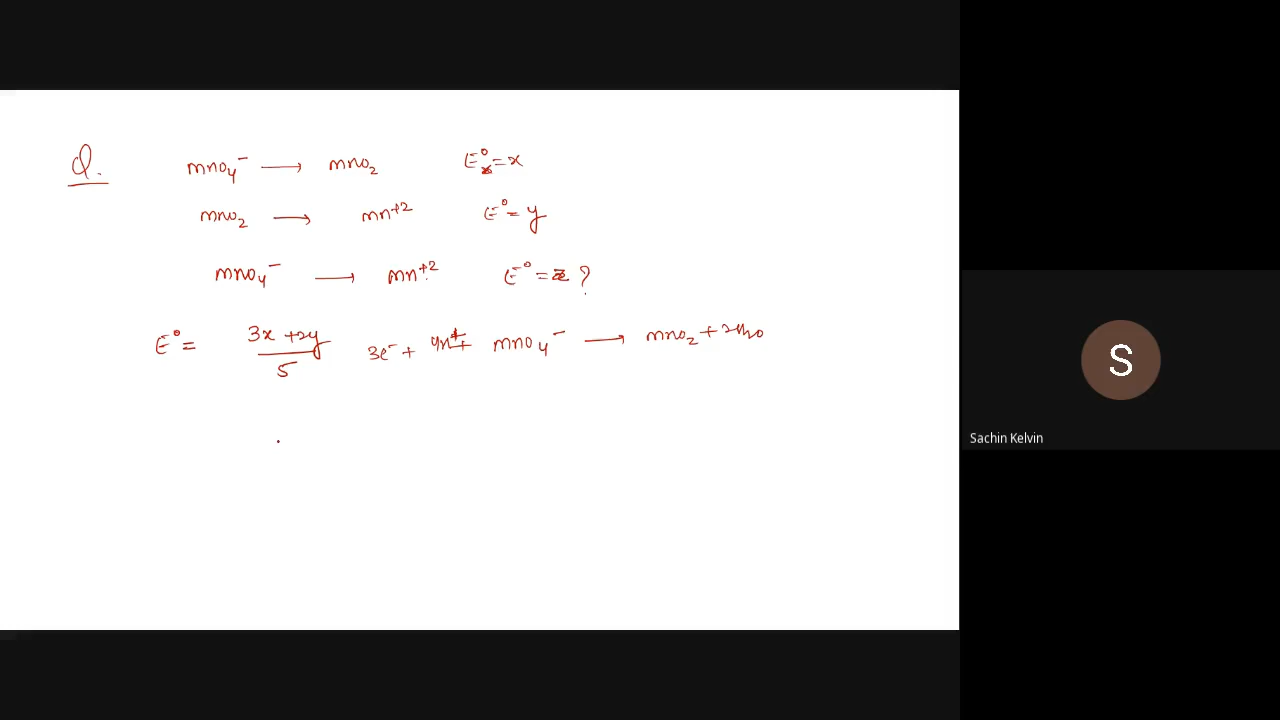 Q. mno₄⁻ → mno₂ E°ₓ = x
mno₂ → mn⁺² E° = y
mno₄⁻ → mn⁺² E° = ?
E° = 3x + 2y / 5 3e⁻ + 4H⁺ + mno₄⁻ → mno₂ + 2H₂O
S
Sachin Kelvin